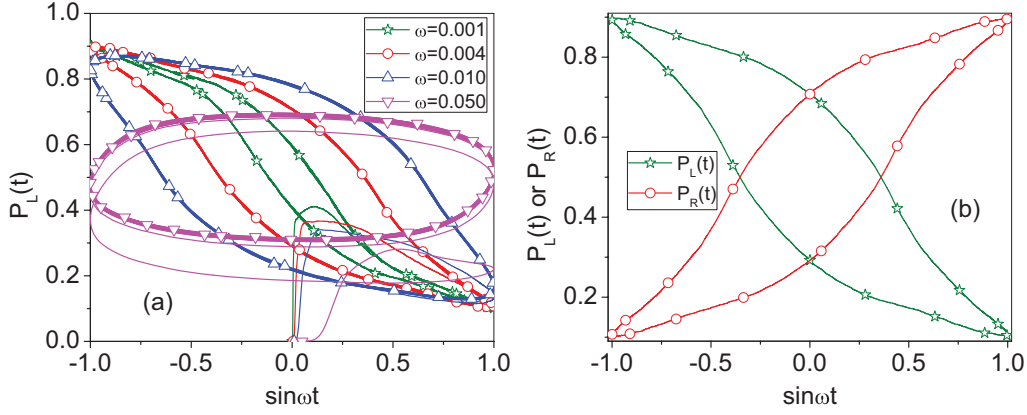 1.0
0.8
0.6
0.4
0.2
0.0
P_L(t)
ω=0.001
ω=0.004
ω=0.010
ω=0.050
(a)
-1.0 -0.5 0.0 0.5 1.0
sinωt
0.8
0.6
0.4
0.2
P_L(t) or P_R(t)
P_L(t)
P_R(t)
(b)
-1.0 -0.5 0.0 0.5 1.0
sinωt